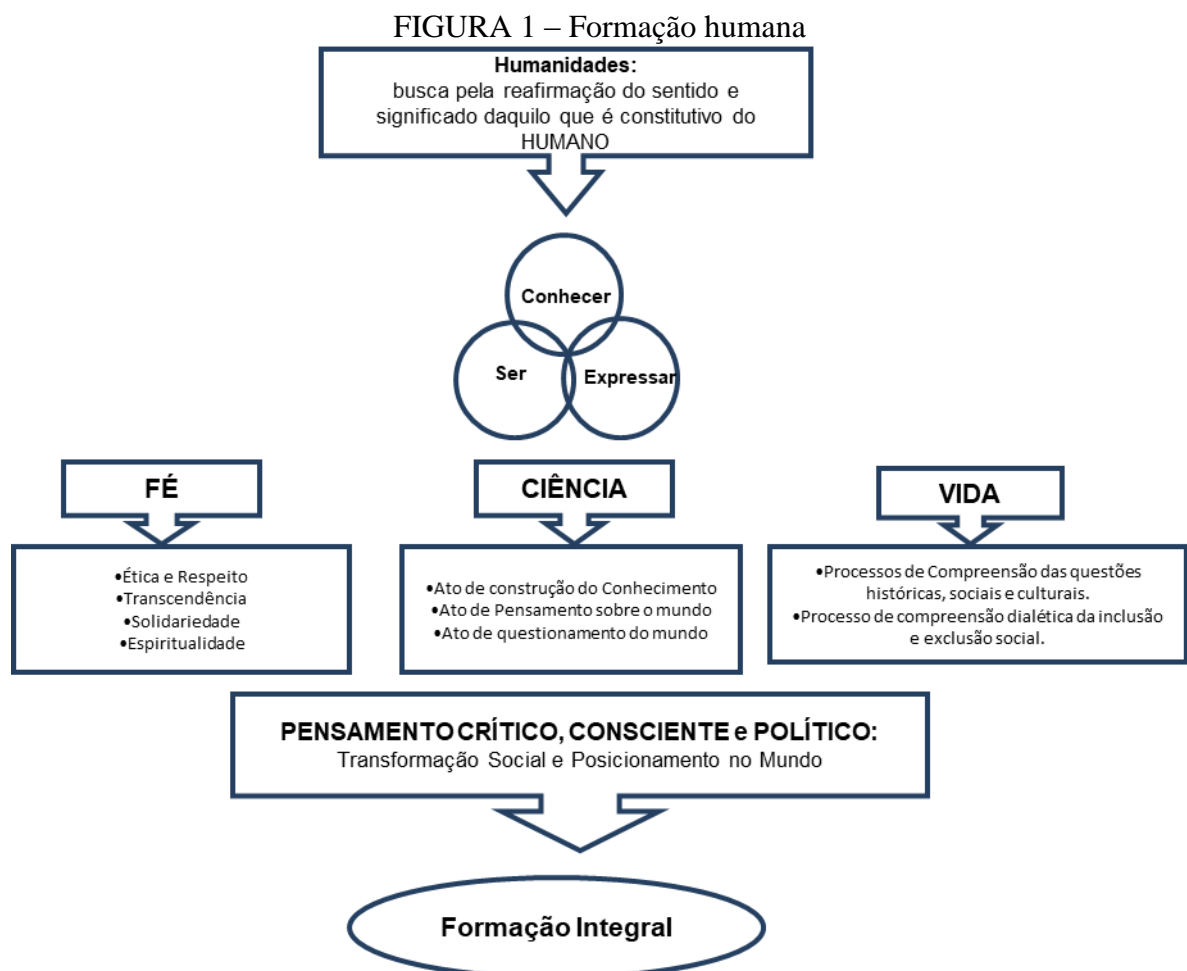 FIGURA 1 – Formação humana
Humanidades:
busca pela reafirmação do sentido e
significado daquilo que é constitutivo do
HUMANO
Conhecer
Ser
Expressar
FÉ
•Ética e Respeito
•Transcendência
•Solidariedade
•Espiritualidade
CIÊNCIA
•Ato de construção do Conhecimento
•Ato de Pensamento sobre o mundo
•Ato de questionamento do mundo
VIDA
•Processos de Compreensão das questões
históricas, sociais e culturais.
•Processo de compreensão dialética da inclusão
e exclusão social.
PENSAMENTO CRÍTICO, CONSCIENTE e POLÍTICO:
Transformação Social e Posicionamento no Mundo
Formação Integral